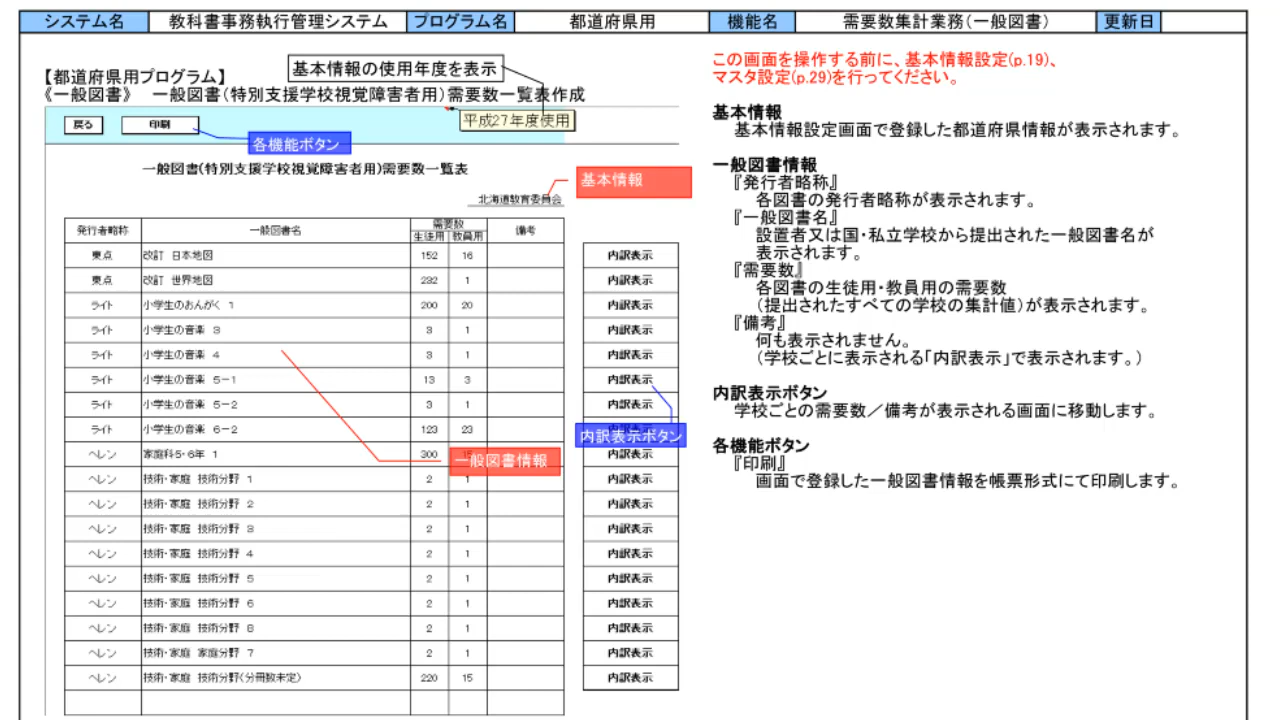 システム名 教科書事務執行管理システム プログラム名 都道府県用 機能名 需要数集計業務(一般図書) 更新日
【都道府県用プログラム】
基本情報の使用年度を表示
《一般図書》 一般図書(特別支援学校視覚障害者用)需要数一覧表作成
戻る 印刷 平成27年度使用
各機能ボタン
一般図書(特別支援学校視覚障害者用)需要数一覧表
基本情報
北海道教育委員会
発行者略称 一般図書名 需要数 備考
生徒用 教員用
東点 改訂 日本地図 152 16 内訳表示
東点 改訂 世界地図 232 1 内訳表示
ライト 小学生のおんがく 1 200 20 内訳表示
ライト 小学生の音楽 3 3 1 内訳表示
ライト 小学生の音楽 4 3 1 内訳表示
ライト 小学生の音楽 5-1 13 3 内訳表示
ライト 小学生の音楽 5-2 3 1 内訳表示
ライト 小学生の音楽 6-2 123 23
内訳表示ボタン
ヘレン 家庭科5・6年 1 300 15 内訳表示
一般図書情報
ヘレン 技術・家庭 技術分野 1 2 1 内訳表示
ヘレン 技術・家庭 技術分野 2 2 1 内訳表示
ヘレン 技術・家庭 技術分野 3 2 1 内訳表示
ヘレン 技術・家庭 技術分野 4 2 1 内訳表示
ヘレン 技術・家庭 技術分野 5 2 1 内訳表示
ヘレン 技術・家庭 技術分野 6 2 1 内訳表示
ヘレン 技術・家庭 技術分野 8 2 1 内訳表示
ヘレン 技術・家庭 家庭分野 7 2 1 内訳表示
ヘレン 技術・家庭 技術分野(分冊数未定) 220 15 内訳表示
この画面を操作する前に、基本情報設定(p.19)、
マスタ設定(p.29)を行ってください。
基本情報
基本情報設定画面で登録した都道府県情報が表示されます。
一般図書情報
『発行者略称』
各図書の発行者略称が表示されます。
『一般図書名』
設置者又は国・私立学校から提出された一般図書名が
表示されます。
『需要数』
各図書の生徒用・教員用の需要数
(提出されたすべての学校の集計値)が表示されます。
『備考』
何も表示されません。
(学校ごとに表示される「内訳表示」で表示されます。)
内訳表示ボタン
学校ごとの需要数/備考が表示される画面に移動します。
各機能ボタン
『印刷』
画面で登録した一般図書情報を帳票形式にて印刷します。